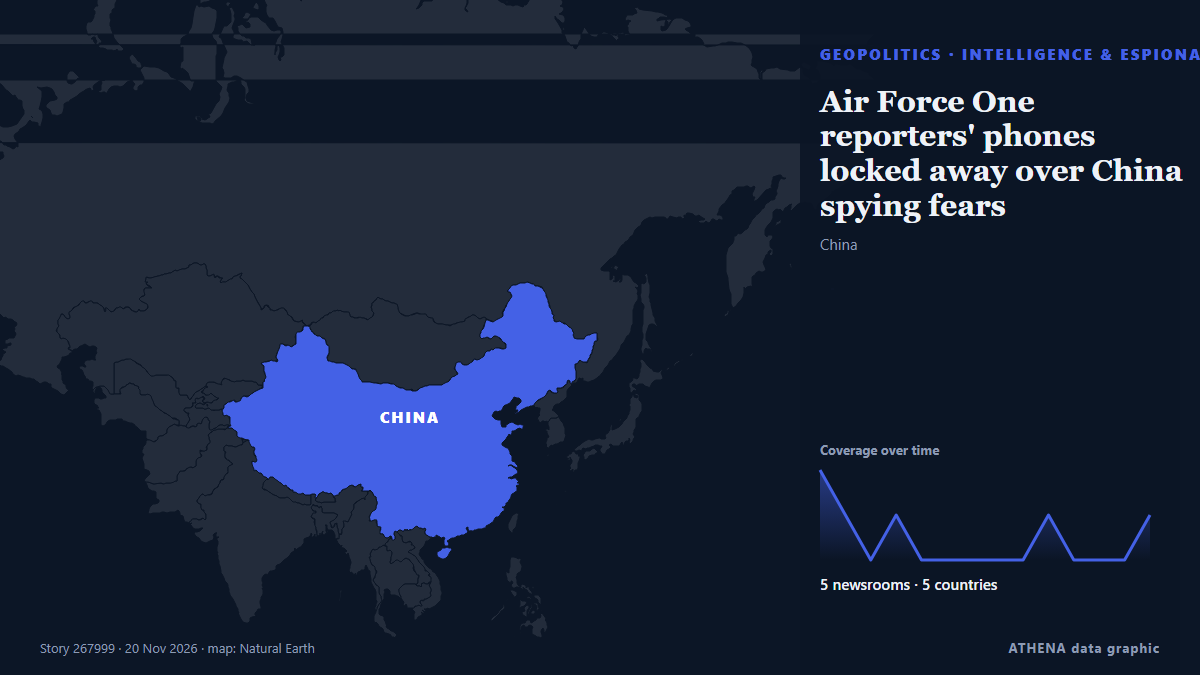 GEOPOLITICS · INTELLIGENCE & ESPIONA
Air Force One
reporters' phones
locked away over China
spying fears
China
CHINA
Coverage over time
5 newsrooms · 5 countries
Story 267999 · 20 Nov 2026 · map: Natural Earth
ATHENA data graphic